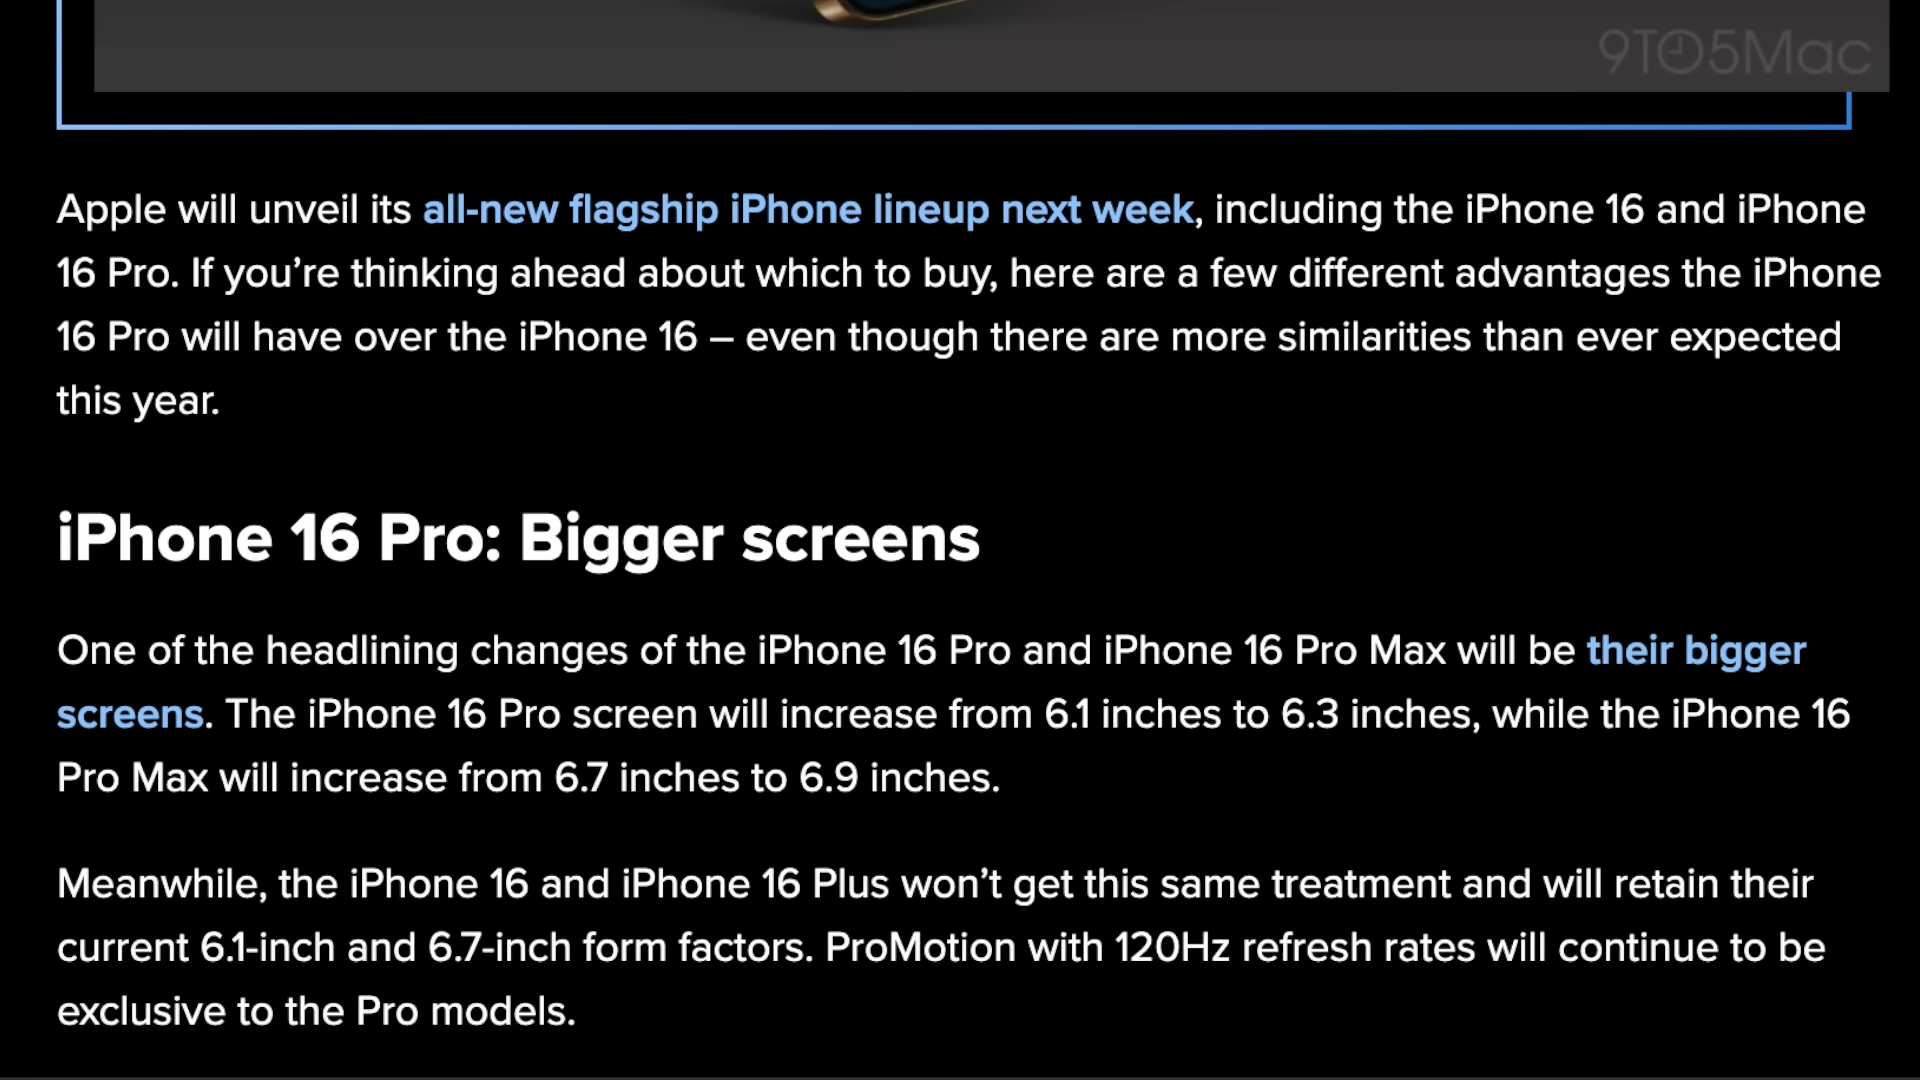 9TO5Mac
Apple will unveil its all-new flagship iPhone lineup next week, including the iPhone 16 and iPhone
16 Pro. If you’re thinking ahead about which to buy, here are a few different advantages the iPhone
16 Pro will have over the iPhone 16 – even though there are more similarities than ever expected
this year.
iPhone 16 Pro: Bigger screens
One of the headlining changes of the iPhone 16 Pro and iPhone 16 Pro Max will be their bigger
screens. The iPhone 16 Pro screen will increase from 6.1 inches to 6.3 inches, while the iPhone 16
Pro Max will increase from 6.7 inches to 6.9 inches.
Meanwhile, the iPhone 16 and iPhone 16 Plus won’t get this same treatment and will retain their
current 6.1-inch and 6.7-inch form factors. ProMotion with 120Hz refresh rates will continue to be
exclusive to the Pro models.